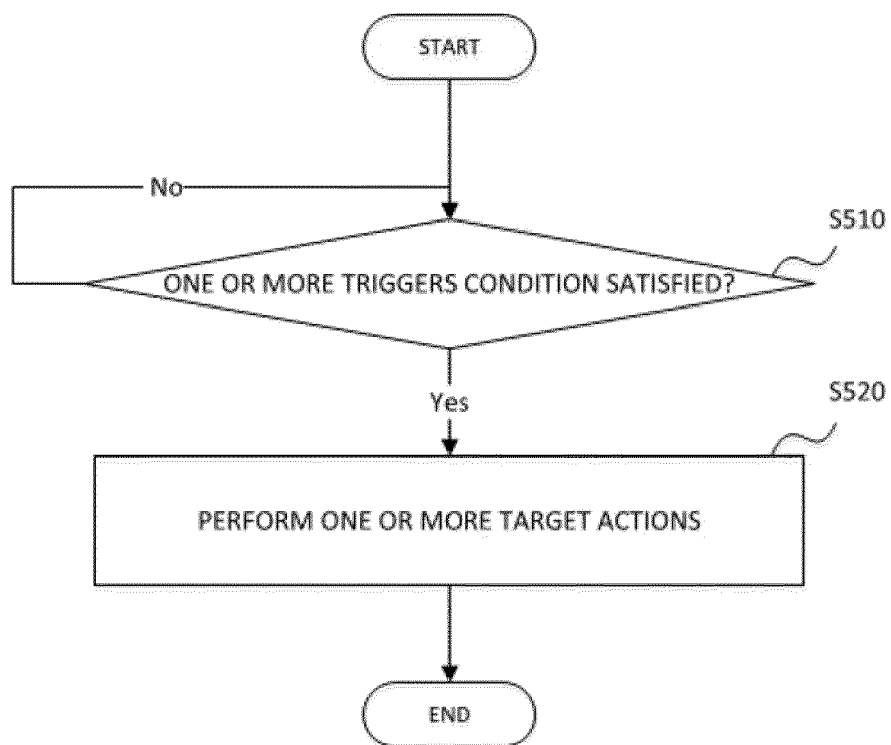 START
No
S510
ONE OR MORE TRIGGERS CONDITION SATISFIED?
Yes
S520
PERFORM ONE OR MORE TARGET ACTIONS
END